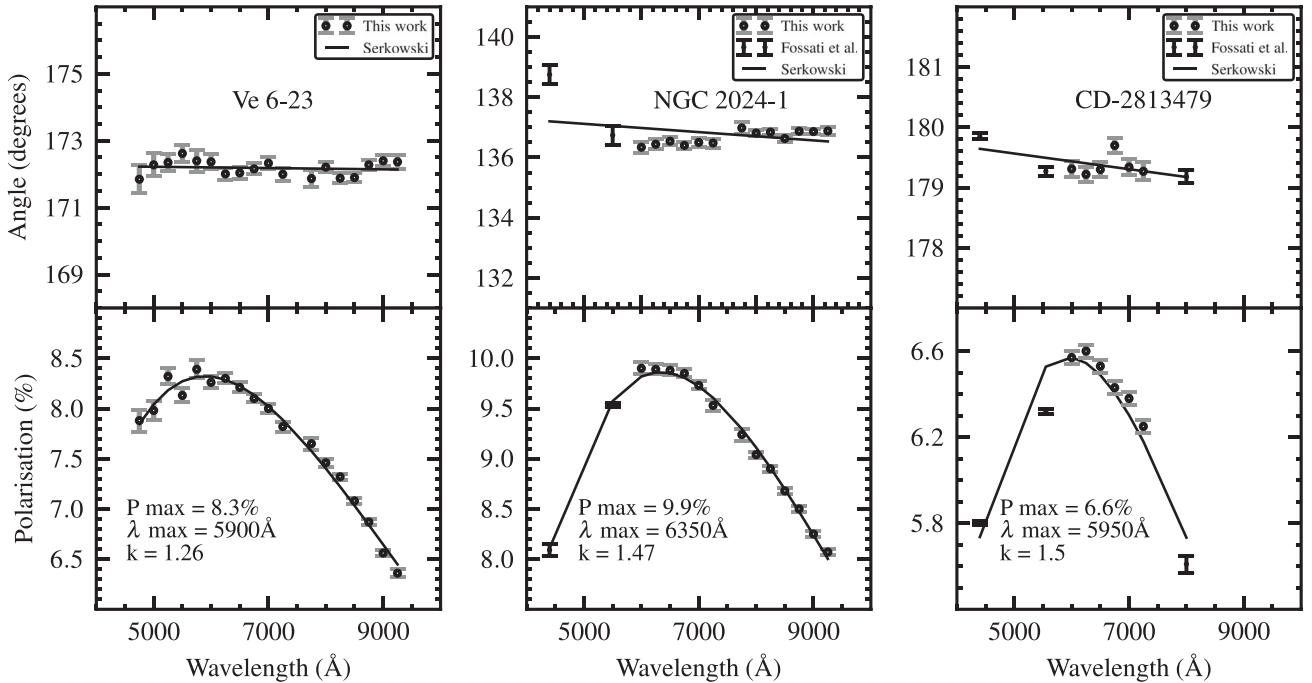 This work
Serkowski
Ve 6-23
175
173
171
169
Angle (degrees)
This work
Fossati et al.
Serkowski
NGC 2024-1
140
138
136
134
132
This work
Fossati et al.
Serkowski
CD-2813479
181
180
179
178
8.5
8.0
7.5
7.0
6.5
Polarisation (%)
P max = 8.3%
λ max = 5900Å
k = 1.26
5000
7000
9000
Wavelength (Å)
10.0
9.5
9.0
8.5
8.0
P max = 9.9%
λ max = 6350Å
k = 1.47
5000
7000
9000
Wavelength (Å)
6.6
6.2
5.8
P max = 6.6%
λ max = 5950Å
k = 1.5
5000
7000
9000
Wavelength (Å)